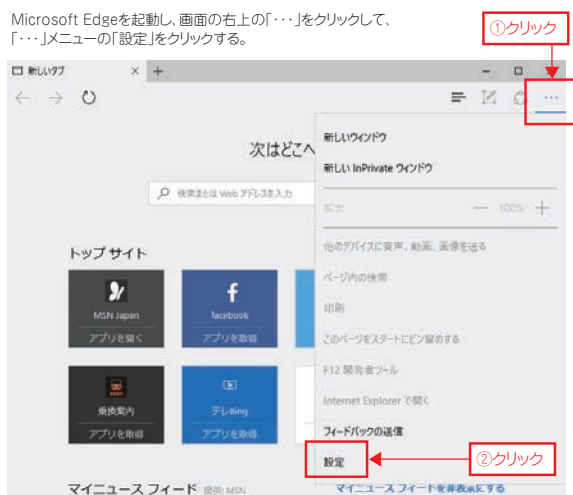 Microsoft Edgeを起動し、画面の右上の「･･･」をクリックして、
「･･･」メニューの「設定」をクリックする。
①クリック
新しいタブ
次はどこへ
検索または Web アドレスを入力
新しいウィンドウ
新しい InPrivate ウィンドウ
拡大
100%
他のデバイスに音声、動画、画像を送る
ページ内の検索
印刷
このページをスタートにピン留めする
F12 開発者ツール
Internet Explorer で開く
フィードバックの送信
設定
②クリック
トップ サイト
MSN Japan
アプリを開く
facebook
アプリを取得
乗換案内
アプリを取得
テレBing
アプリを取得
マイニュース フィード 提供: MSN
マイニュース フィードを非表示にする